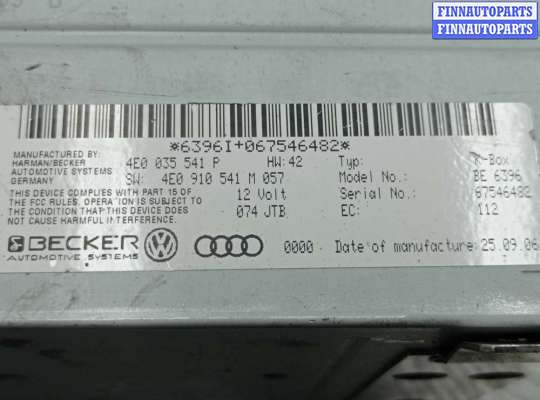 FINNAUTOPARTS
FINNAUTOPARTS
*6396I+067546482*
MANUFACTURED BY:
HARMAN/BECKER
AUTOMOTIVE SYSTEMS
GERMANY
4E0 035 541 P HW:42 Typ: K-Box
SW: 4E0 910 541 M 057 Model No.: BE 6396
THIS DEVICE COMPLIES WITH PART 15 OF 12 Volt Serial No.: 67546482
THE FCC RULES. OPERATION IS SUBJECT TO
THE CONDITION THAT THIS DEVICE DOES 074 JTB EC: 112
NOT CAUSE HARMFUL INTERFERENCE
BECKER
AUTOMOTIVE SYSTEMS
0000 Date of manufacture: 25.09.06
FINNAUTOPARTS
FINNAUTOPARTS